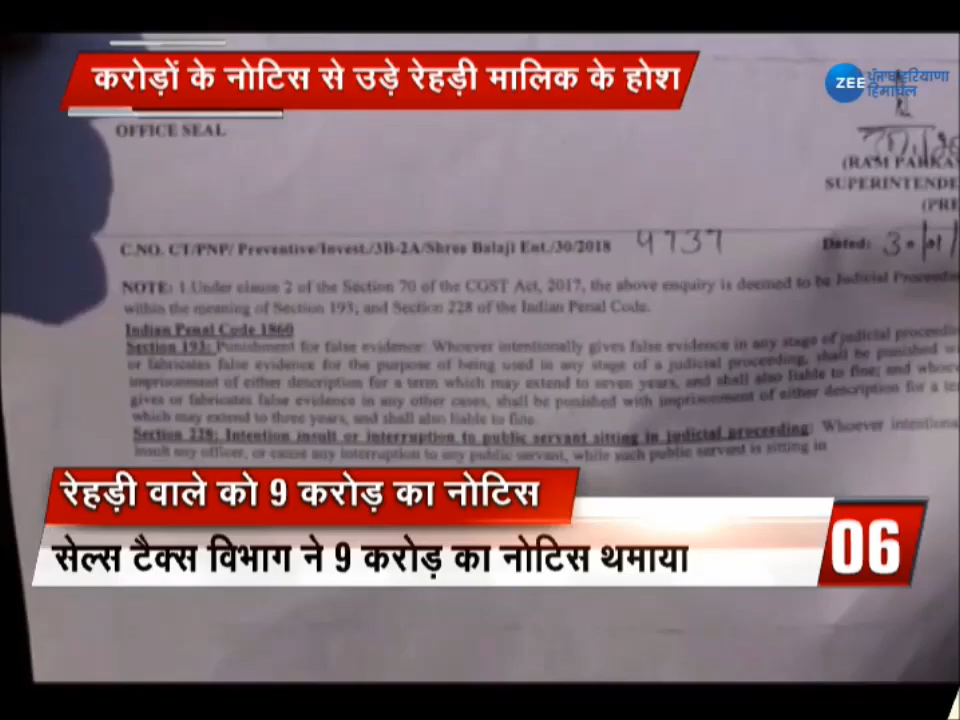 करोड़ों के नोटिस से उड़े रेहड़ी मालिक के होश
ZEE ਪੰਜਾਬ हरियाणा हिमाचल
OFFICE SEAL
(RAM PARKA
SUPERINTENDE
(PRE
C.NO. CT/PNP/ Preventive/Invest./3B-2A/Shree Balaji Ent./30/2018 4737 Dated:
NOTE: 1.Under clause 2 of the Section 70 of the CGST Act, 2017, the above enquiry is deemed to be Judicial Proceedi
within the meaning of Section 193, and Section 228 of the Indian Penal Code.
Indian Penal Code 1860
Section 193: Punishment for false evidence: Whoever intentionally gives false evidence in any stage of judicial proceedin
or fabricates false evidence for the purpose of being used in any stage of a judicial proceeding, shall be punished w
imprisonment of either description for a term which may extend to seven years, and shall also liable to fine; and whoev
gives or fabricates false evidence in any other cases, shall be punished with imprisonment of either description for a te
which may extend to three years, and shall also liable to fine.
Section 228: Intention insult or interruption to public servant sitting in judicial proceeding: Whoever intentiona
insult any officer, or cause any interruption to any public servant, while such public servant is sitting in
रेहड़ी वाले को 9 करोड़ का नोटिस
सेल्स टैक्स विभाग ने 9 करोड़ का नोटिस थमाया
06